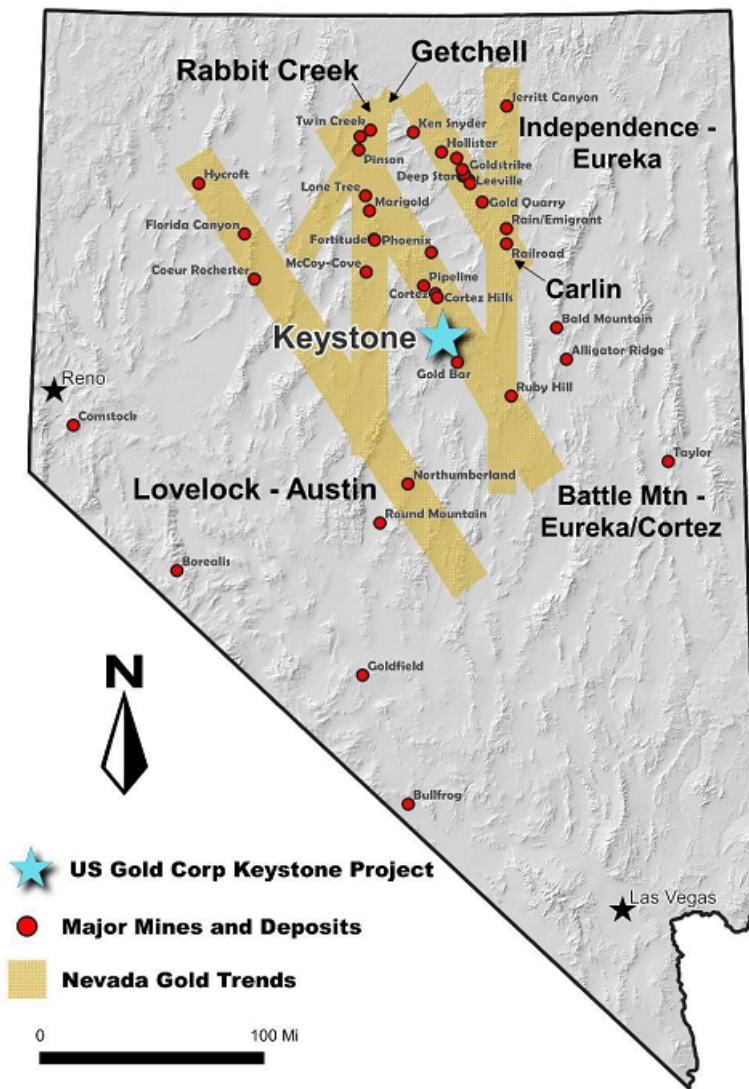 Getchell
Rabbit Creek
Jerritt Canyon
Twin Creek
Ken Snyder
Independence -
Eureka
Hollister
Pinson
Goldstrike
Deep Star
Leeville
Hycroft
Lone Tree
Marigold
Gold Quarry
Florida Canyon
Rain/Emigrant
Fortitude
Phoenix
Railroad
Coeur Rochester
McCoy-Cove
Pipeline
Carlin
Cortez
Cortez Hills
Keystone
Bald Mountain
Alligator Ridge
Gold Bar
Reno
Ruby Hill
Comstock
Taylor
Northumberland
Lovelock - Austin
Battle Mtn -
Eureka/Cortez
Round Mountain
Borealis
N
Goldfield
Bullfrog
US Gold Corp Keystone Project
Las Vegas
Major Mines and Deposits
Nevada Gold Trends
0 100 Mi